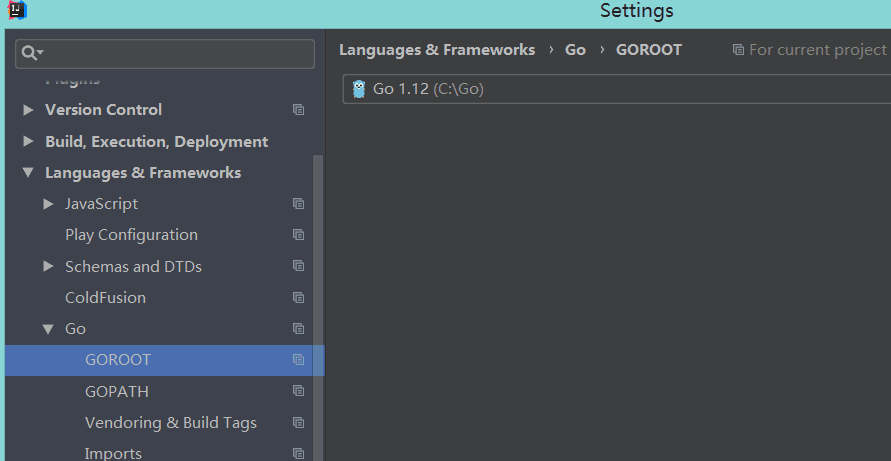 Settings
Plugins
Version Control
Build, Execution, Deployment
Languages & Frameworks
JavaScript
Play Configuration
Schemas and DTDs
ColdFusion
Go
GOROOT
GOPATH
Vendoring & Build Tags
Imports
Languages & Frameworks › Go › GOROOT For current project
Go 1.12 (C:\Go)